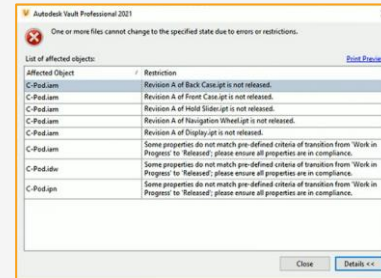 Autodesk Vault Professional 2021
One or more files cannot change to the specified state due to errors or restrictions.
List of affected objects:
Print Previe
Affected Object / Restriction
C-Pod.iam Revision A of Back Case.ipt is not released.
C-Pod.iam Revision A of Front Case.ipt is not released.
C-Pod.iam Revision A of Hold Slider.ipt is not released.
C-Pod.iam Revision A of Navigation Wheel.ipt is not released.
C-Pod.iam Revision A of Display.ipt is not released.
C-Pod.iam Some properties do not match pre-defined criteria of transition from 'Work in
Progress' to 'Released'; please ensure all properties are in compliance.
C-Pod.idw Some properties do not match pre-defined criteria of transition from 'Work in
Progress' to 'Released'; please ensure all properties are in compliance.
C-Pod.ipn Some properties do not match pre-defined criteria of transition from 'Work in
Progress' to 'Released'; please ensure all properties are in compliance.
Close Details <<